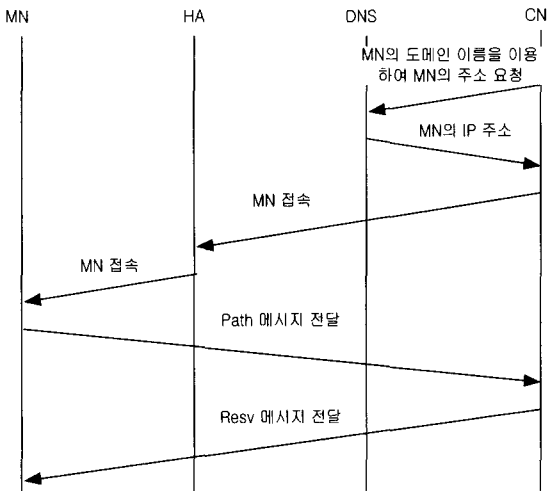 MN HA DNS CN
MN의 도메인 이름을 이용
하여 MN의 주소 요청
MN의 IP 주소
MN 접속
MN 접속
Path 메시지 전달
Resv 메시지 전달